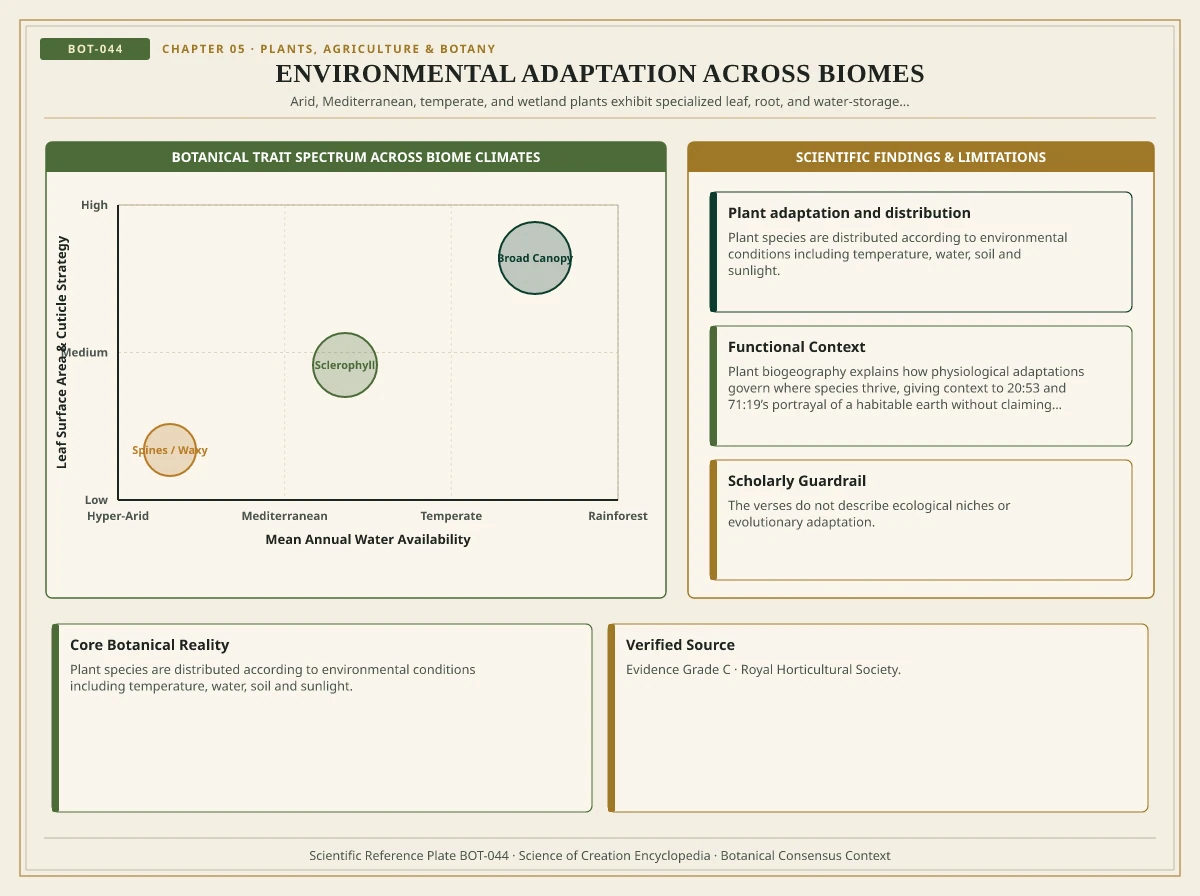 BOT-044
CHAPTER 05 · PLANTS, AGRICULTURE & BOTANY
ENVIRONMENTAL ADAPTATION ACROSS BIOMES
Arid, Mediterranean, temperate, and wetland plants exhibit specialized leaf, root, and water-storage…
BOTANICAL TRAIT SPECTRUM ACROSS BIOME CLIMATES
High
Medium
Low
Leaf Surface Area & Cuticle Strategy
Broad Canopy
Sclerophyll
Spines / Waxy
Hyper-Arid
Mediterranean
Temperate
Rainforest
Mean Annual Water Availability
SCIENTIFIC FINDINGS & LIMITATIONS
Plant adaptation and distribution
Plant species are distributed according to environmental
conditions including temperature, water, soil and
sunlight.
Functional Context
Plant biogeography explains how physiological adaptations
govern where species thrive, giving context to 20:53 and
71:19’s portrayal of a habitable earth without claiming…
Scholarly Guardrail
The verses do not describe ecological niches or
evolutionary adaptation.
Core Botanical Reality
Plant species are distributed according to environmental conditions
including temperature, water, soil and sunlight.
Verified Source
Evidence Grade C · Royal Horticultural Society.
Scientific Reference Plate BOT-044 · Science of Creation Encyclopedia · Botanical Consensus Context